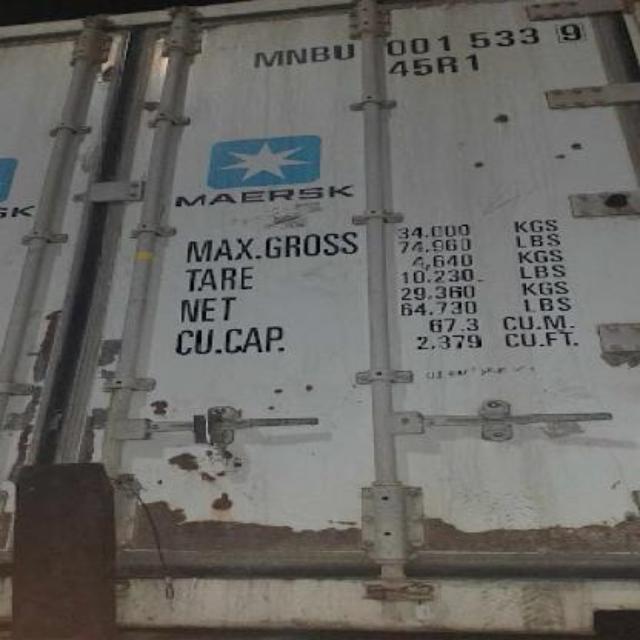 MNBU 001 533 9
45R1
MAERSK
SK
MAX.GROSS 34.000 KGS
74.960 LBS
TARE 4,640 KGS
10.230 LBS
NET 29.360 KGS
64.730 LBS
CU.CAP. 67.3 CU.M.
2.379 CU.FT.